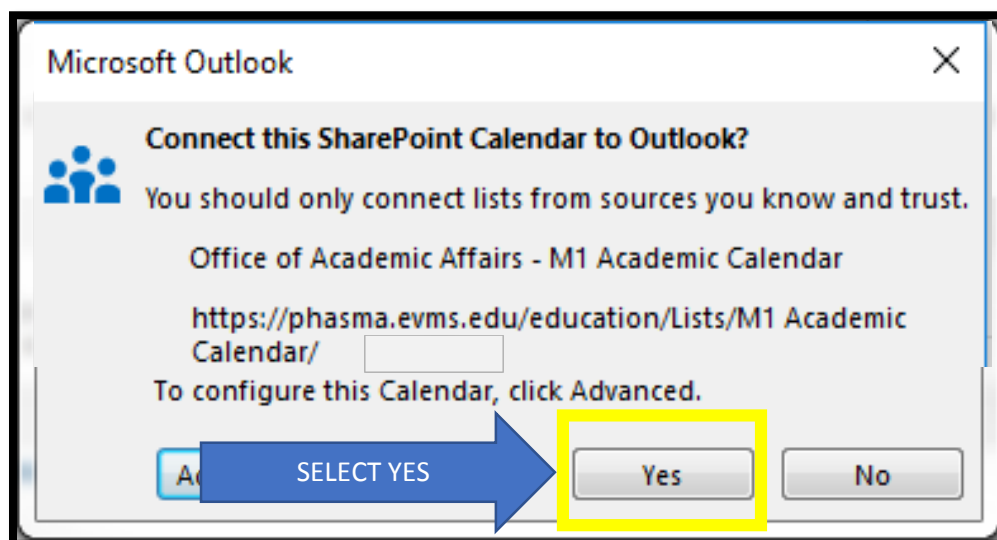 Microsoft Outlook
Connect this SharePoint Calendar to Outlook?
You should only connect lists from sources you know and trust.
Office of Academic Affairs - M1 Academic Calendar
https://phasma.evms.edu/education/Lists/M1 Academic
Calendar/
To configure this Calendar, click Advanced.
SELECT YES
Yes
No